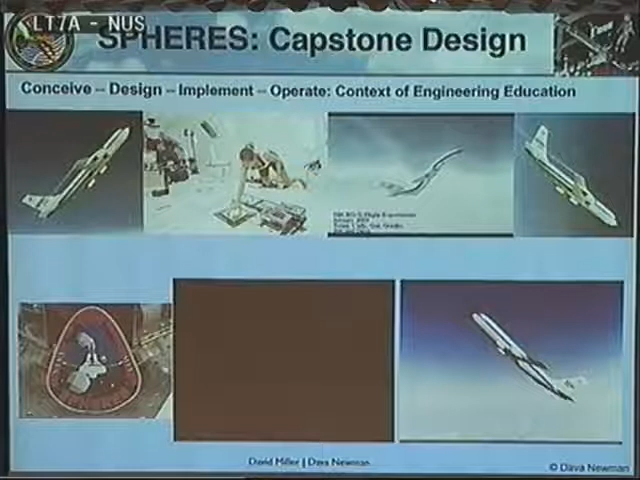 LT7A - NUS
SPHERES: Capstone Design
Conceive – Design – Implement – Operate: Context of Engineering Education
David Miller | Dava Newman
© Dava Newman